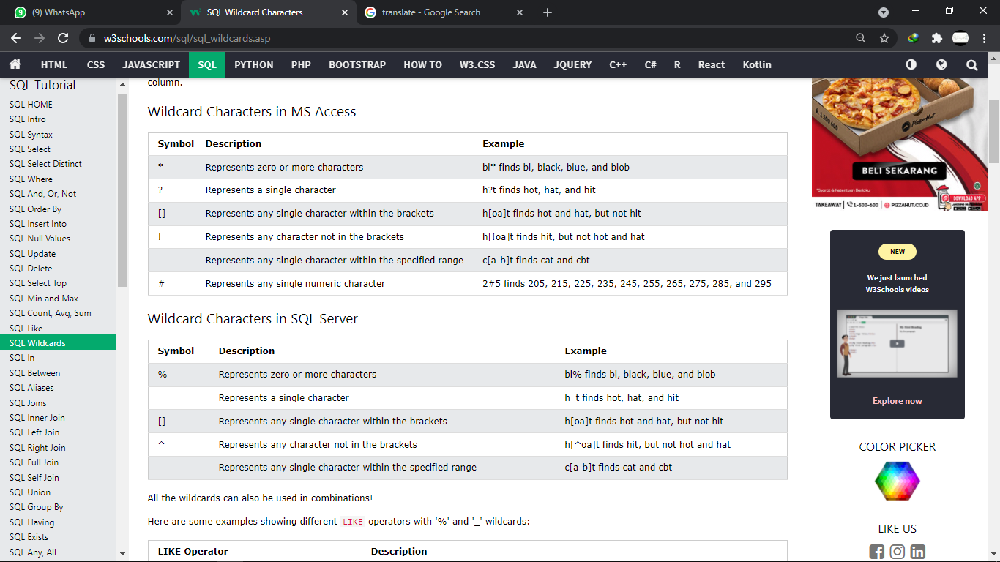 (9) WhatsApp
SQL Wildcard Characters
translate - Google Search
w3schools.com/sql/sql_wildcards.asp
HTML CSS JAVASCRIPT SQL PYTHON PHP BOOTSTRAP HOW TO W3.CSS JAVA JQUERY C++ C# R React Kotlin
SQL Tutorial
SQL HOME
SQL Intro
SQL Syntax
SQL Select
SQL Select Distinct
SQL Where
SQL And, Or, Not
SQL Order By
SQL Insert Into
SQL Null Values
SQL Update
SQL Delete
SQL Select Top
SQL Min and Max
SQL Count, Avg, Sum
SQL Like
SQL Wildcards
SQL In
SQL Between
SQL Aliases
SQL Joins
SQL Inner Join
SQL Left Join
SQL Right Join
SQL Full Join
SQL Self Join
SQL Union
SQL Group By
SQL Having
SQL Exists
SQL Any, All
column.
Wildcard Characters in MS Access
Symbol Description Example
* Represents zero or more characters bl* finds bl, black, blue, and blob
? Represents a single character h?t finds hot, hat, and hit
[] Represents any single character within the brackets h[oa]t finds hot and hat, but not hit
! Represents any character not in the brackets h[!oa]t finds hit, but not hot and hat
- Represents any single character within the specified range c[a-b]t finds cat and cbt
# Represents any single numeric character 2#5 finds 205, 215, 225, 235, 245, 255, 265, 275, 285, and 295
Wildcard Characters in SQL Server
Symbol Description Example
% Represents zero or more characters bl% finds bl, black, blue, and blob
_ Represents a single character h_t finds hot, hat, and hit
[] Represents any single character within the brackets h[oa]t finds hot and hat, but not hit
^ Represents any character not in the brackets h[^oa]t finds hit, but not hot and hat
- Represents any single character within the specified range c[a-b]t finds cat and cbt
All the wildcards can also be used in combinations!
Here are some examples showing different LIKE operators with '%' and '_' wildcards:
LIKE Operator Description
1 500 600
Pizza Hut
BELI SEKARANG
*Syarat & Ketentuan Berlaku
DOWNLOAD APP
TAKEAWAY 1-500-600 PIZZAHUT.CO.ID
NEW
We just launched
W3Schools videos
Explore now
COLOR PICKER
LIKE US